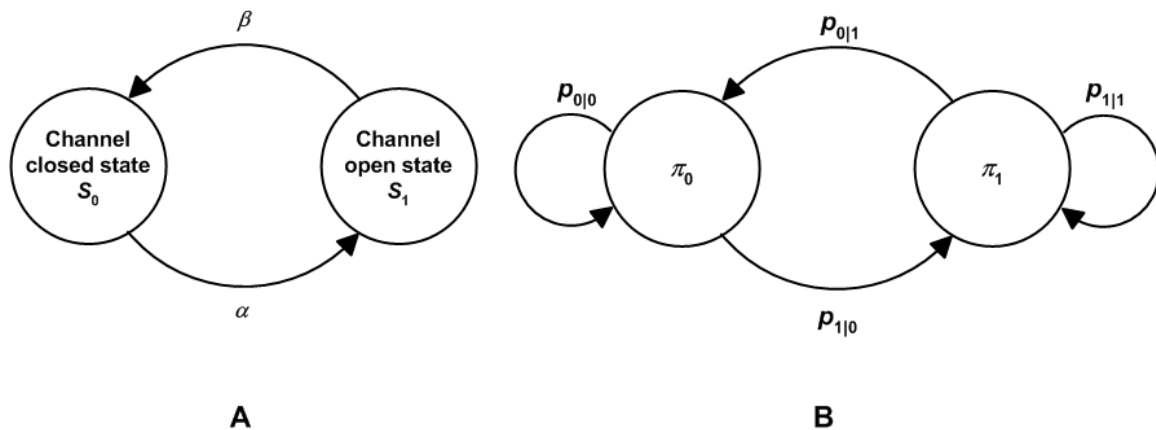 β
Channel
closed state
S₀
Channel
open state
S₁
α
A
p₀|₁
p₀|₀
p₁|₁
π₀
π₁
p₁|₀
B